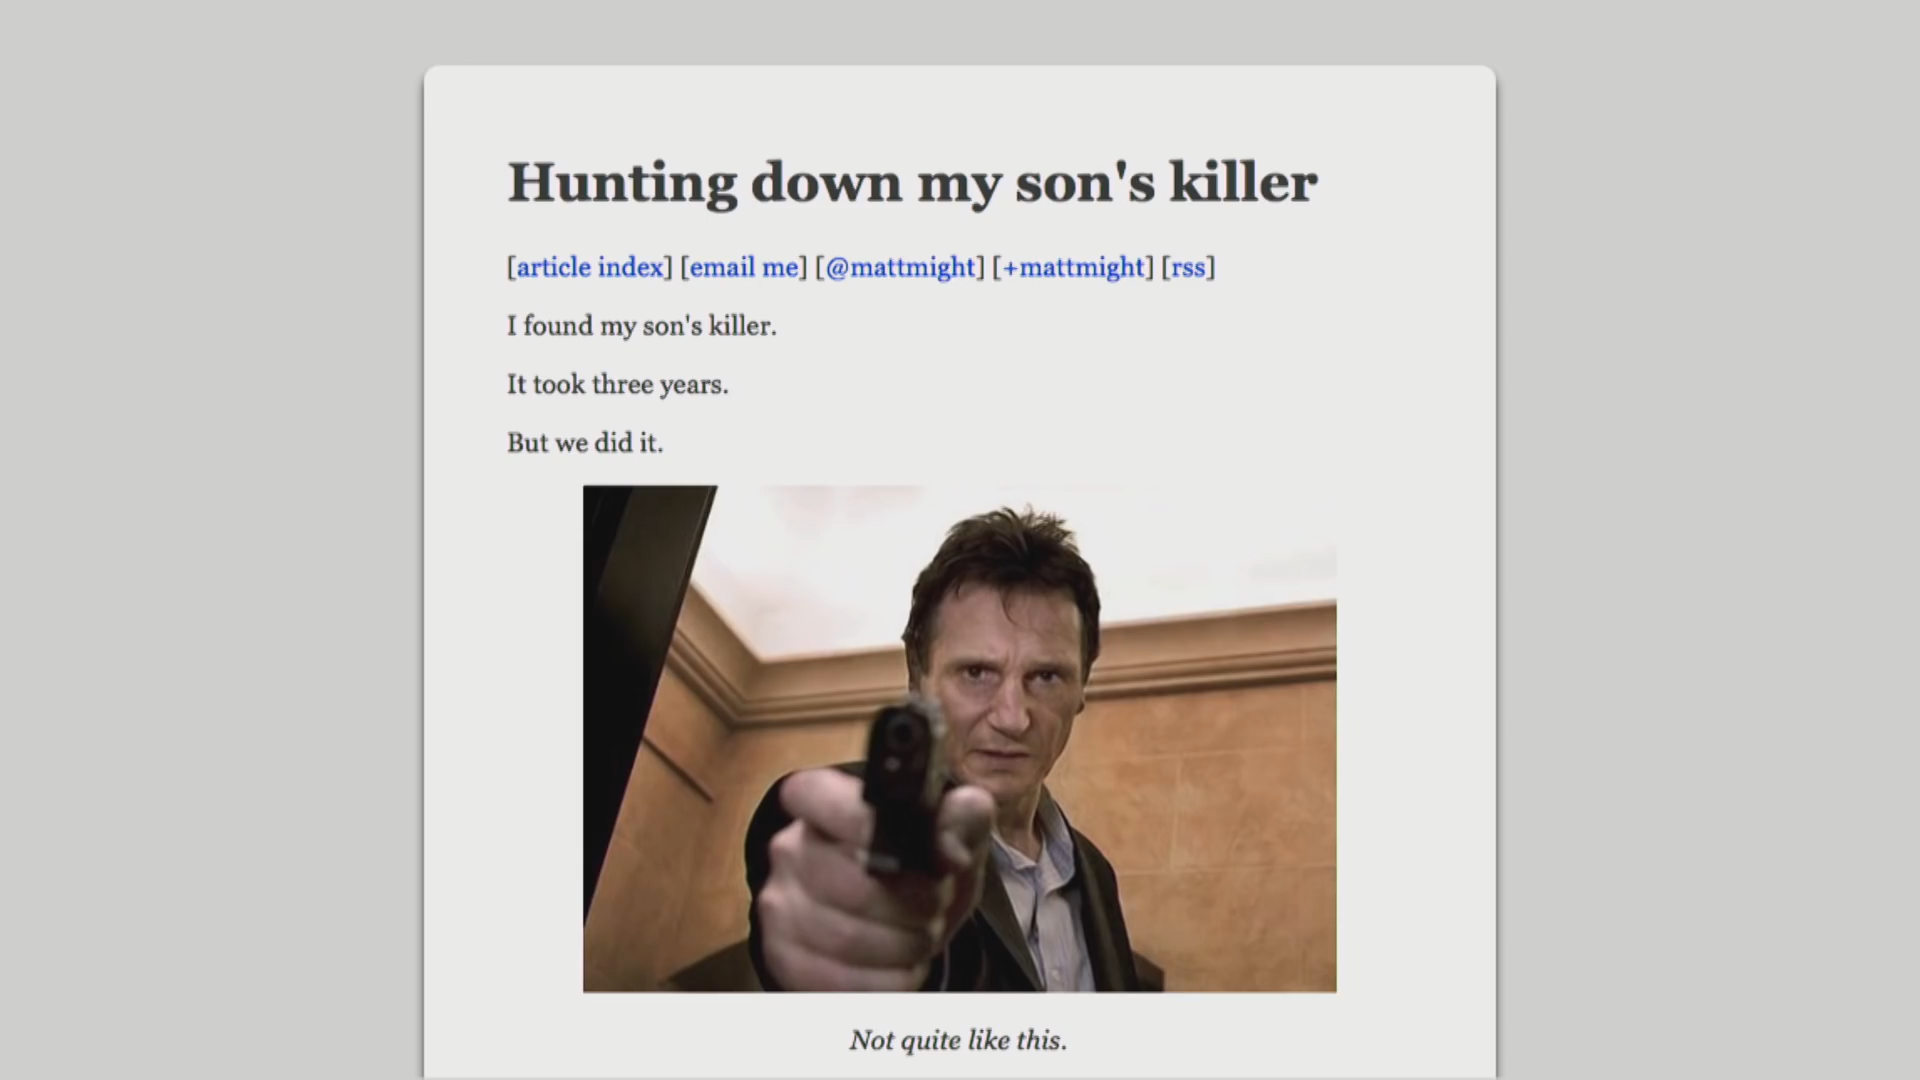 Hunting down my son's killer
[article index] [email me] [@mattmight] [+mattmight] [rss]
I found my son's killer.
It took three years.
But we did it.
Not quite like this.